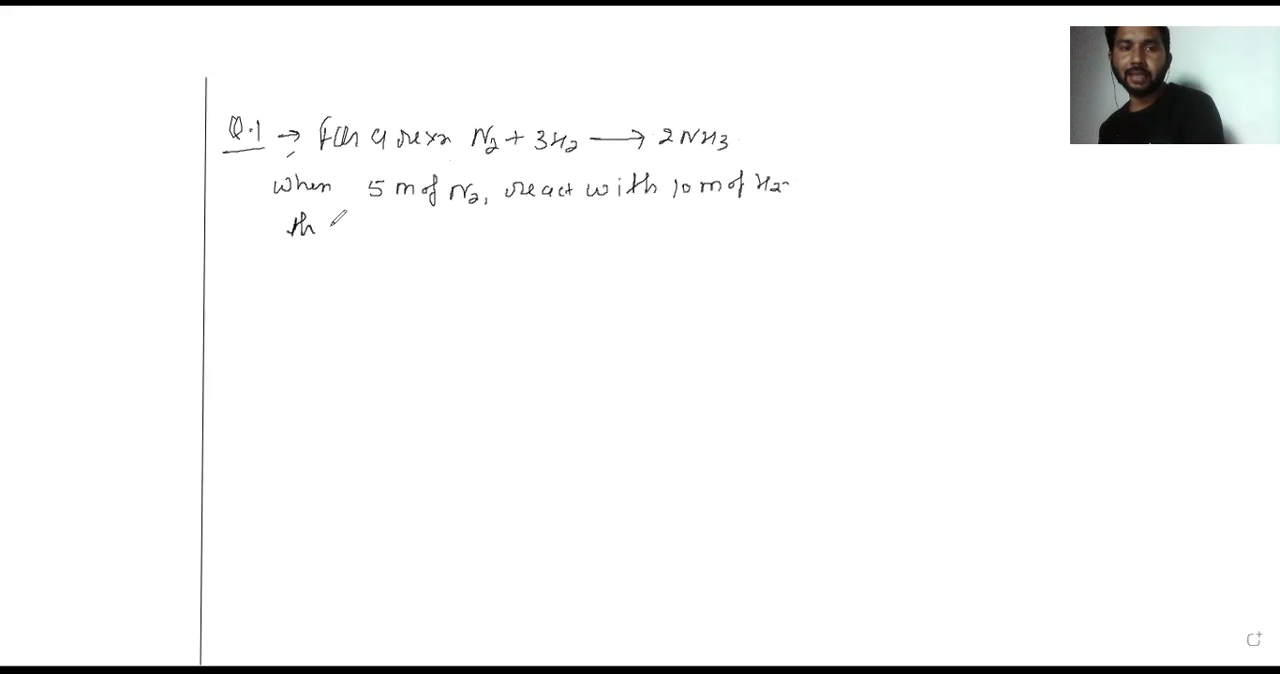 Q.1 → For a rexn N2 + 3H2 → 2NH3
when 5 m of N2, react with 10 m of H2
th